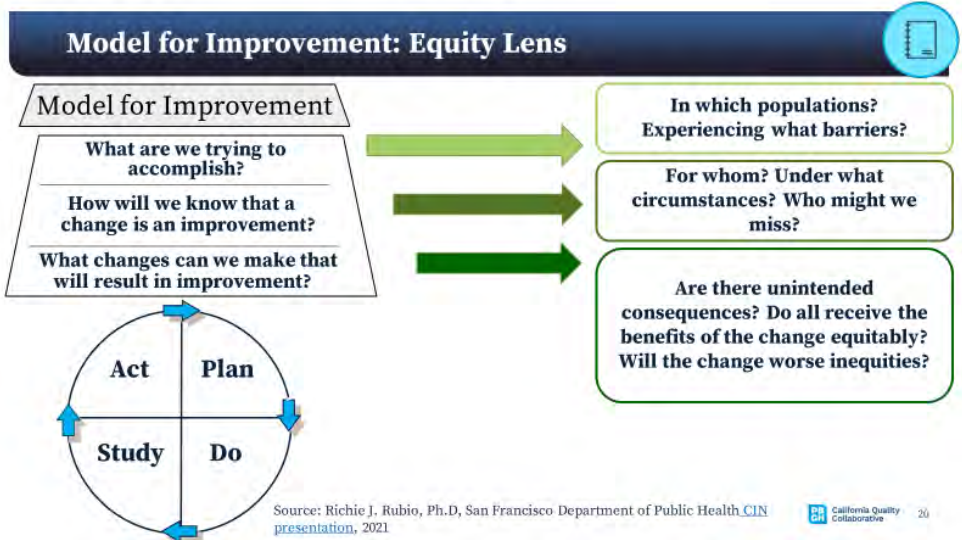 Model for Improvement: Equity Lens
Model for Improvement
What are we trying to
accomplish?
How will we know that a
change is an improvement?
What changes can we make that
will result in improvement?
In which populations?
Experiencing what barriers?
For whom? Under what
circumstances? Who might we
miss?
Are there unintended
consequences? Do all receive the
benefits of the change equitably?
Will the change worse inequities?
Act
Plan
Study
Do
Source: Richie J. Rubio, Ph.D, San Francisco Department of Public Health CIN
presentation, 2021
PB
GH
California Quality
Collaborative
20